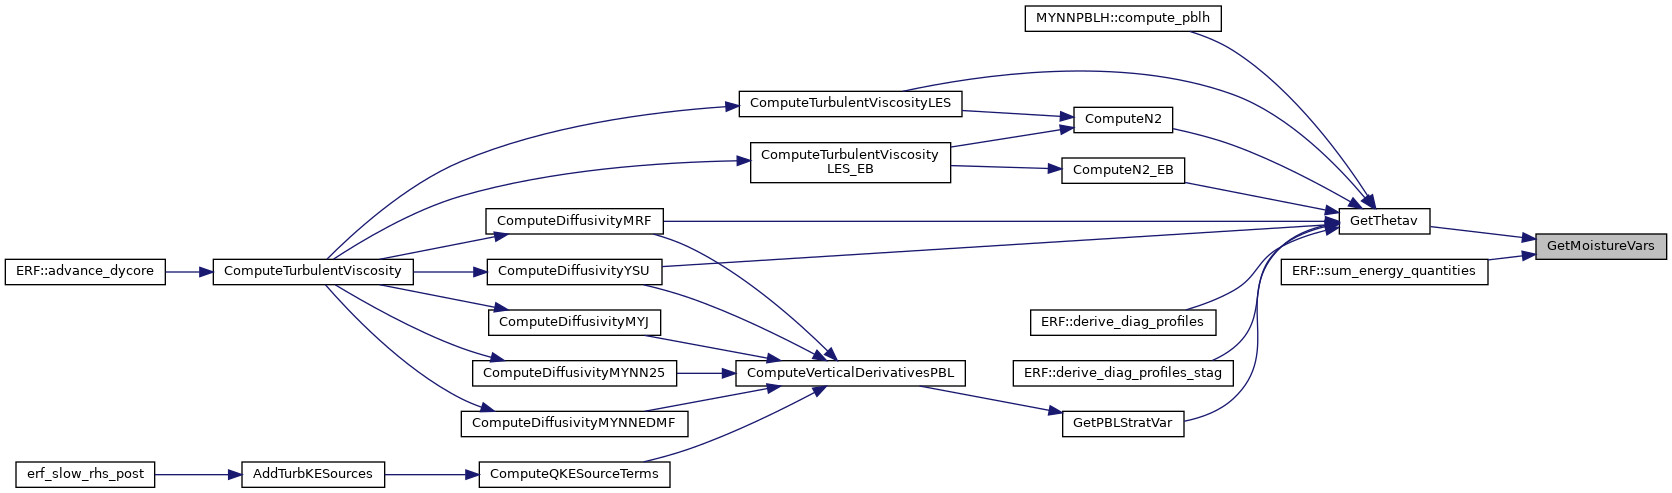 MYNNPBLH::compute_pblh
ComputeTurbulentViscosityLES
ComputeN2
ComputeTurbulentViscosity
LES_EB
ComputeN2_EB
ComputeDiffusivityMRF
GetThetav
GetMoistureVars
ERF::advance_dycore
ComputeTurbulentViscosity
ComputeDiffusivityYSU
ERF::sum_energy_quantities
ComputeDiffusivityMYJ
ERF::derive_diag_profiles
ComputeDiffusivityMYNN25
ComputeVerticalDerivativesPBL
ERF::derive_diag_profiles_stag
ComputeDiffusivityMYNNEDMF
GetPBLStratVar
erf_slow_rhs_post
AddTurbKESources
ComputeQKESourceTerms